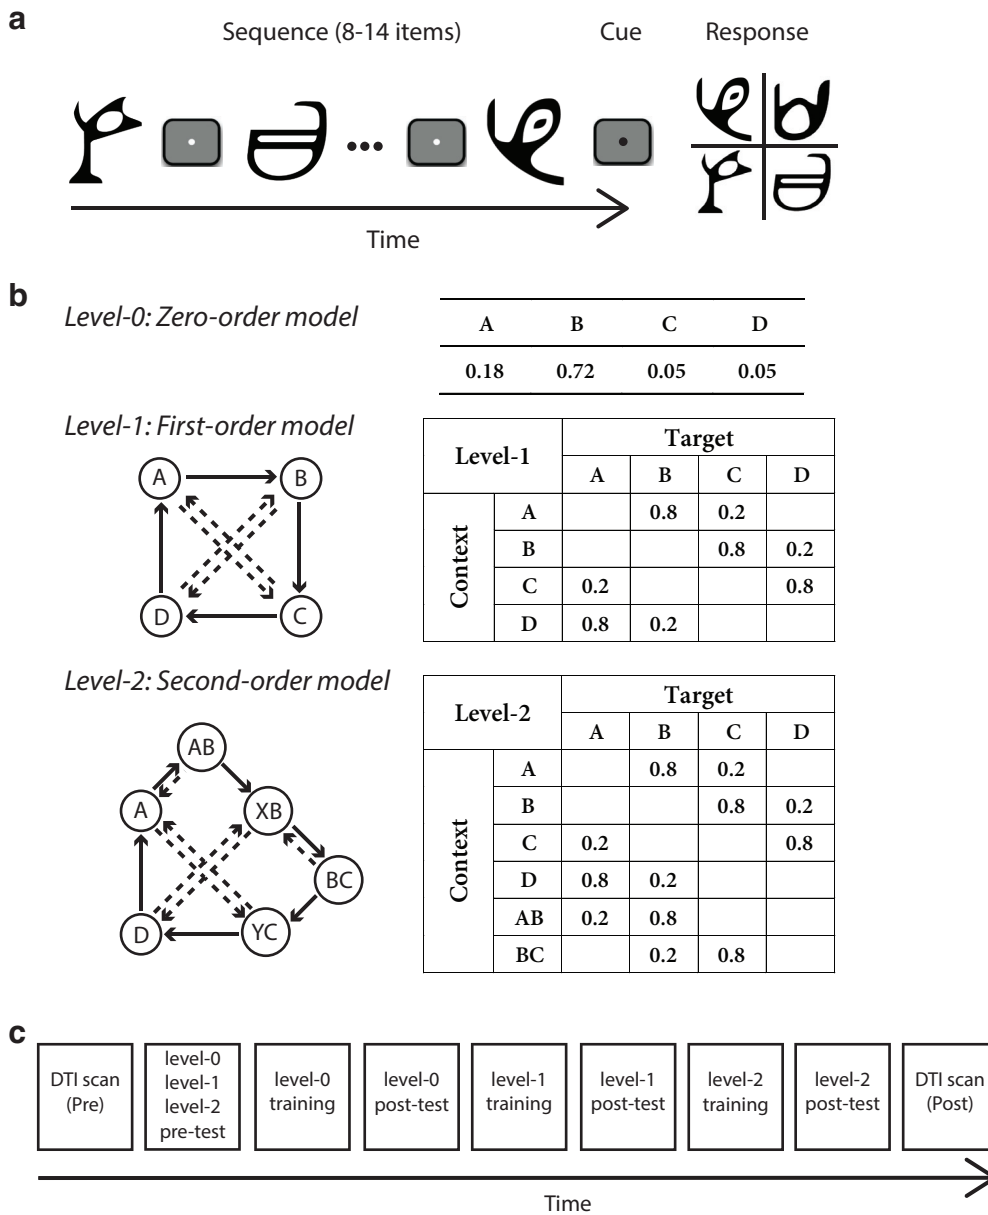 a
Sequence (8-14 items) Cue Response
Time
b
Level-0: Zero-order model
A B C D
0.18 0.72 0.05 0.05
Level-1: First-order model
A B
D C
Level-1 Target
A B C D
Context
A 0.8 0.2
B 0.8 0.2
C 0.2 0.8
D 0.8 0.2
Level-2: Second-order model
AB
A XB
BC
D YC
Level-2 Target
A B C D
Context
A 0.8 0.2
B 0.8 0.2
C 0.2 0.8
D 0.8 0.2
AB 0.2 0.8
BC 0.2 0.8
c
DTI scan
(Pre)
level-0
level-1
level-2
pre-test
level-0
training
level-0
post-test
level-1
training
level-1
post-test
level-2
training
level-2
post-test
DTI scan
(Post)
Time